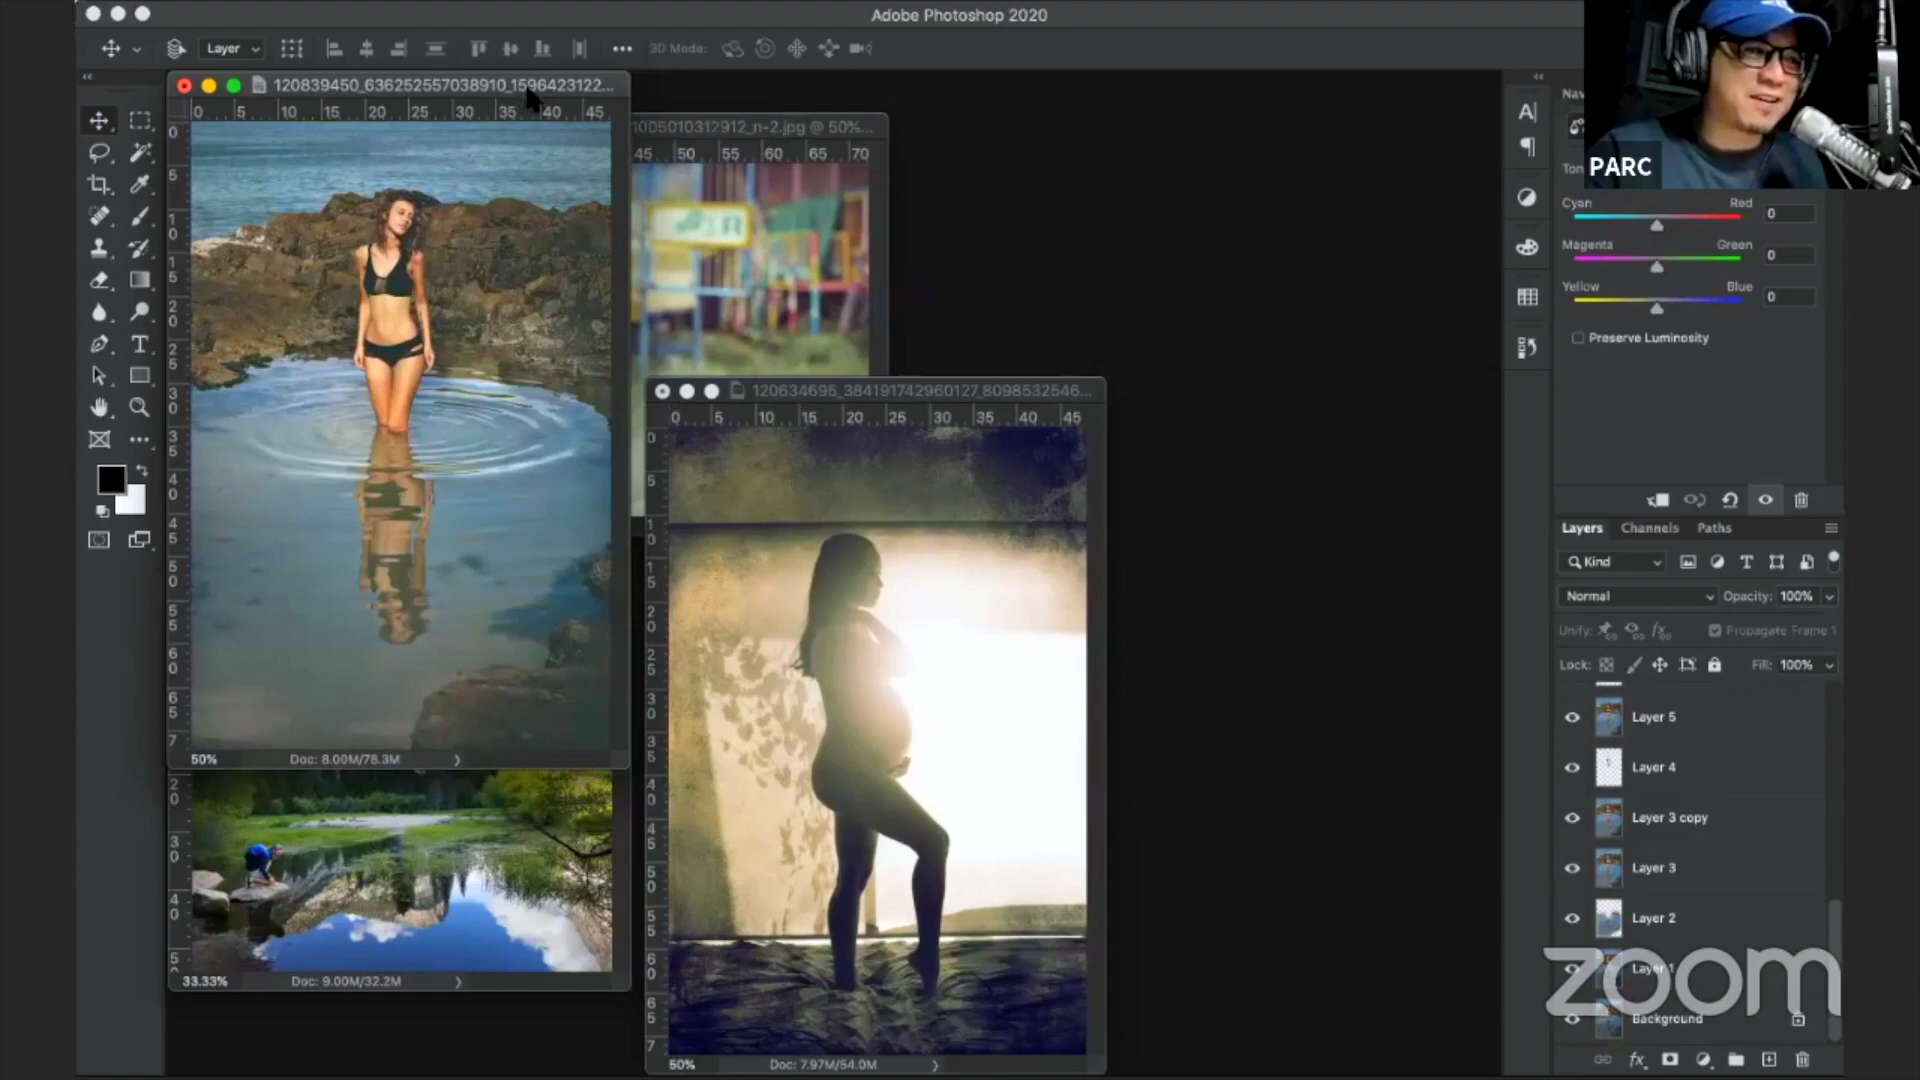 Adobe Photoshop 2020
Layer
3D Mode:
120839450_636252557038910_1596423122...
0 5 10 15 20 25 30 35 40 45
1005010312912_n-2.jpg @ 50%...
45 50 55 60 65 70
R
120634695_384191742960127_8098532546...
0 5 10 15 20 25 30 35 40 45
50% Doc: 8.00M/78.3M
33.33% Doc: 9.00M/32.2M
50% Doc: 7.97M/54.0M
PARC
Cyan Red 0
Magenta Green 0
Yellow Blue 0
Preserve Luminosity
Layers Channels Paths
Kind
Normal Opacity: 100%
Unify: Propagate Frame 1
Lock: Fill: 100%
Layer 5
Layer 4
Layer 3 copy
Layer 3
Layer 2
Layer 1
Background
zoom